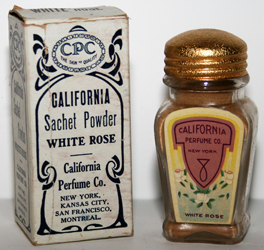 CPC
THE SIGN OF QUALITY
CALIFORNIA
Sachet Powder
WHITE ROSE
California
Perfume Co.
NEW YORK,
KANSAS CITY,
SAN FRANCISCO,
MONTREAL.
CALIFORNIA
PERFUME CO.
NEW YORK
WHITE ROSE